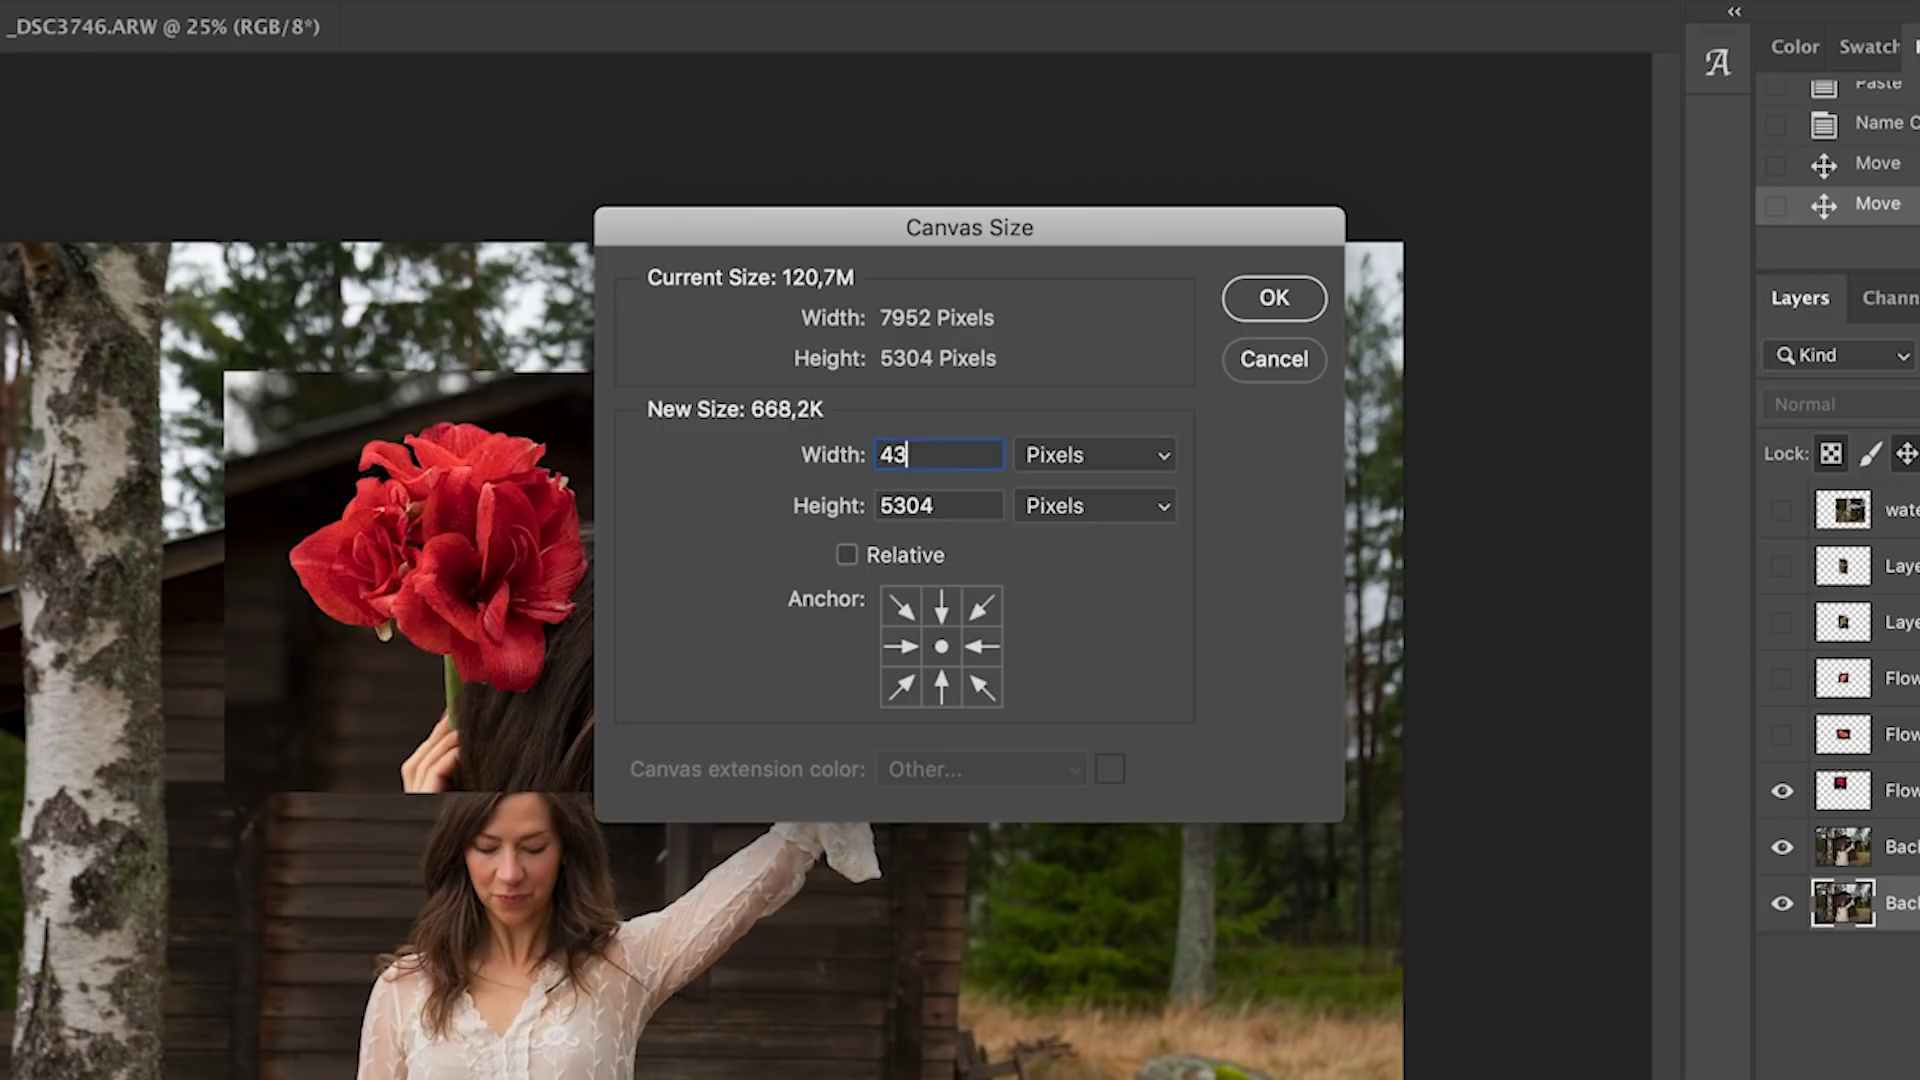 _DSC3746.ARW @ 25% (RGB/8*)
Color
Swatch
Paste
Name
Move
Move
Canvas Size
Current Size: 120,7M
Width: 7952 Pixels
Height: 5304 Pixels
OK
Cancel
New Size: 668,2K
Width: 43 Pixels
Height: 5304 Pixels
Relative
Anchor:
Canvas extension color: Other...
Layers
Chann
Kind
Normal
Lock:
wate
Laye
Laye
Flow
Flow
Flow
Bac
Bac